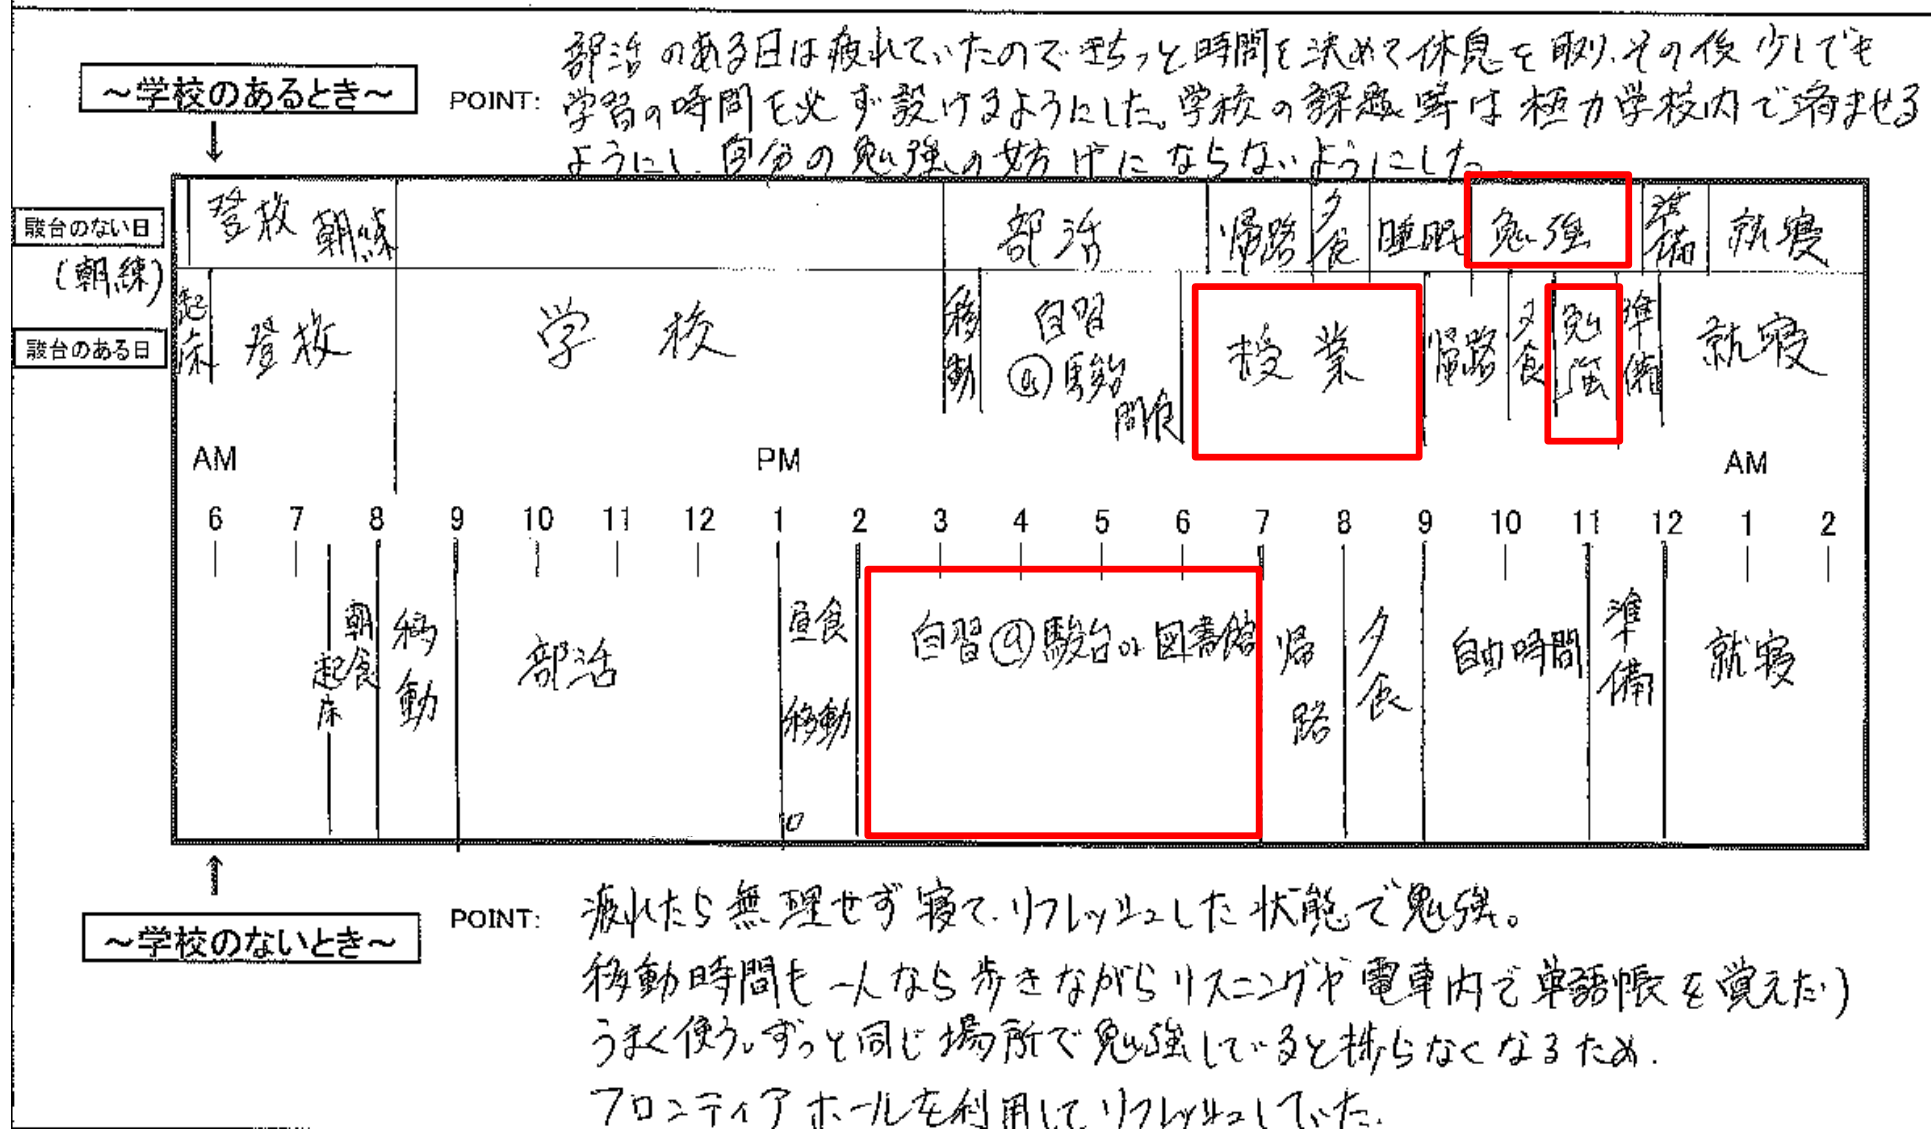 部活のある日は疲れていたのできちっと時間を決めて休息を取り、その後少しでも
~学校のあるとき~
POINT: 学習の時間を必ず設けるようにした。学校の課題等は極力学校内で済ませる
ようにし、自分の勉強の妨げにならないようにした。
駿台のない日
(朝練)
登校 朝練 部活 帰路 夕食 睡眠 勉強 準備 就寝
駿台のある日
起床 登校 学校 移動 自習@駿台 間食 授業 帰路 夕食 勉強 準備 就寝
AM PM AM
6 7 8 9 10 11 12 1 2 3 4 5 6 7 8 9 10 11 12 1 2
起床 朝食 移動 部活 昼食 移動 自習@駿台or図書館 帰路 夕食 自由時間 準備 就寝
~学校のないとき~
POINT: 疲れたら無理せず寝て、リフレッシュした状態で勉強。
移動時間も一人なら歩きながらリスニングや電車内で単語帳を覚えたり
うまく使う。ずっと同じ場所で勉強していると捗らなくなるため、
フロンティアホールを利用してリフレッシュしていた。